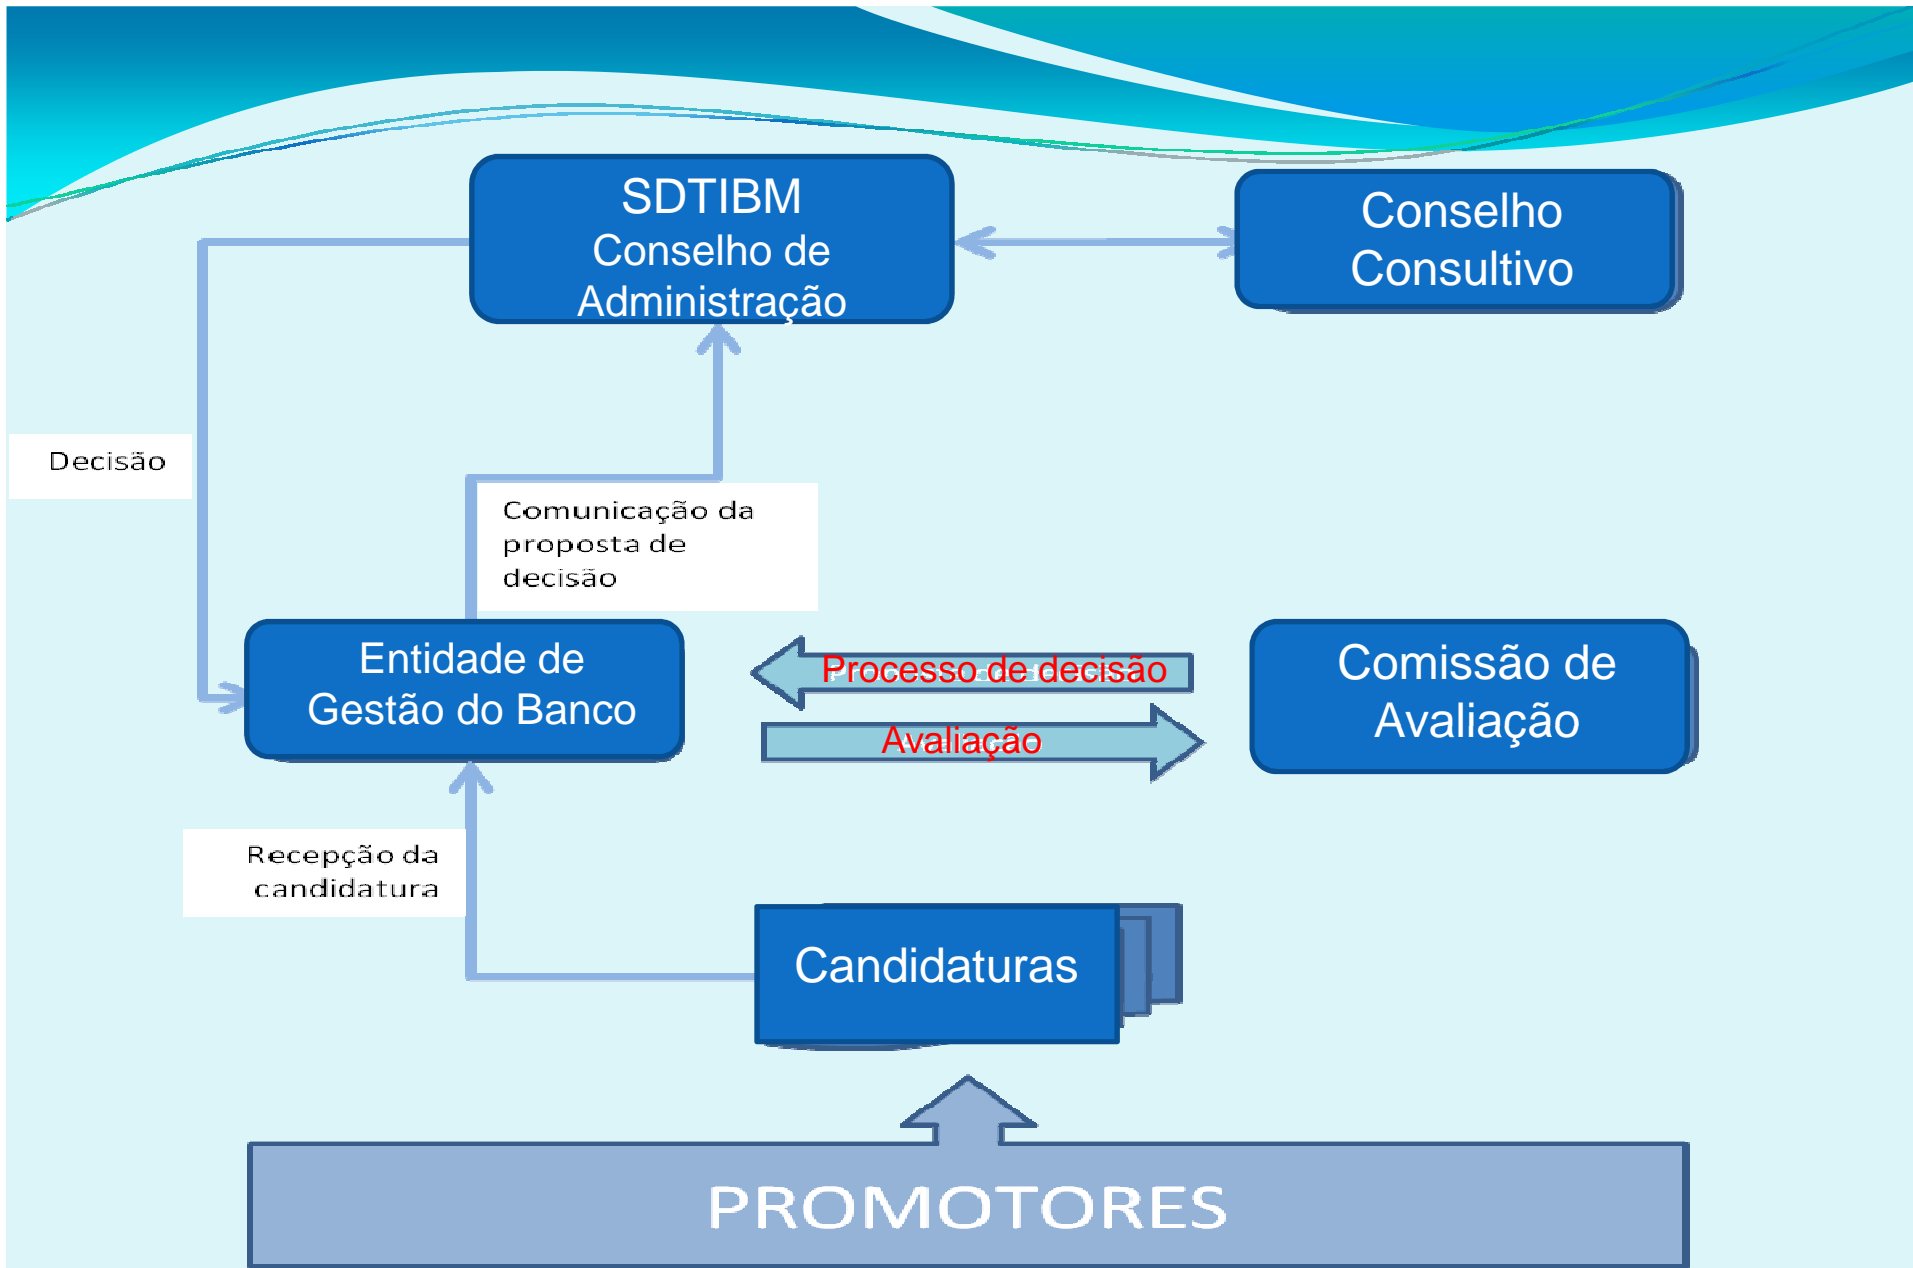 SDTIBM
Conselho de
Administração
Conselho
Consultivo
Decisão
Comunicação da
proposta de
decisão
Entidade de
Gestão do Banco
Processo de decisão
Avaliação
Comissão de
Avaliação
Recepção da
candidatura
Candidaturas
PROMOTORES